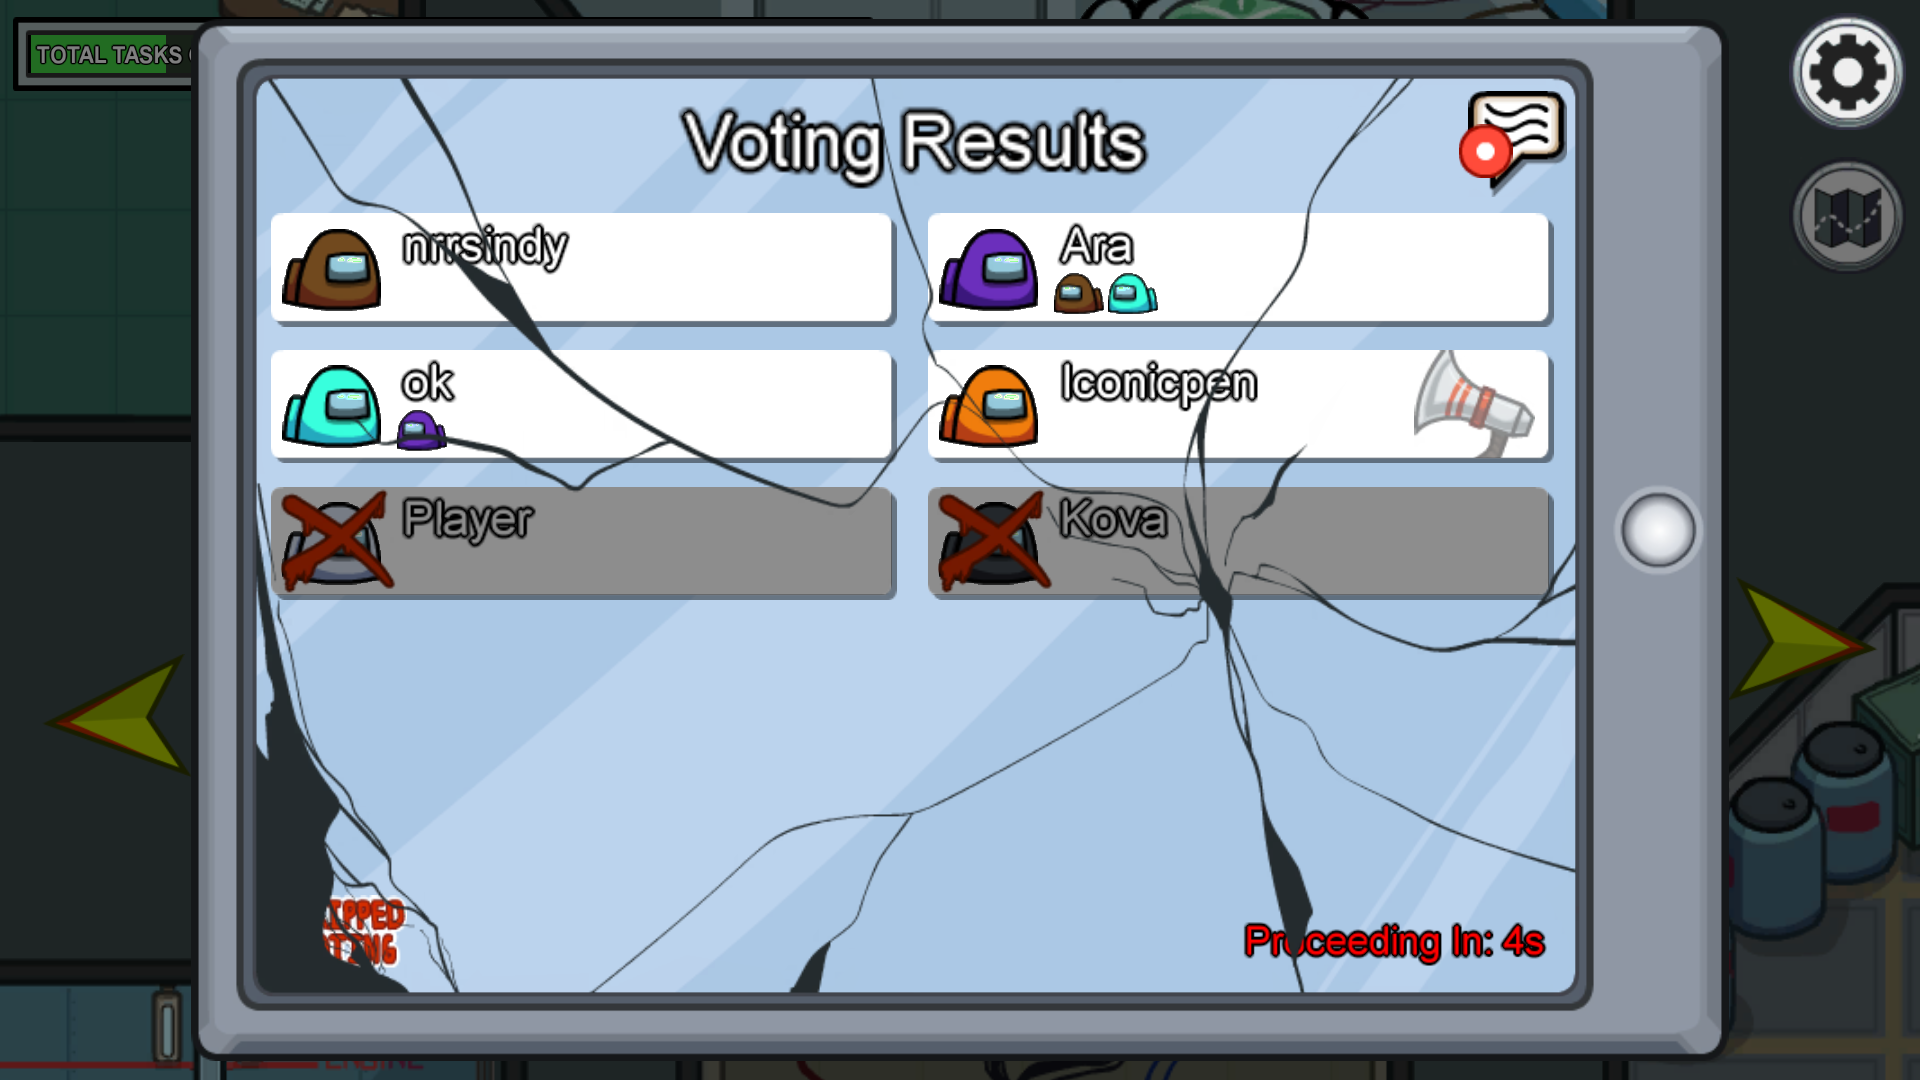 TOTAL TASKS
Voting Results
nrrsindy
Ara
ok
Iconicpen
Player
Kova
Proceeding In: 4s